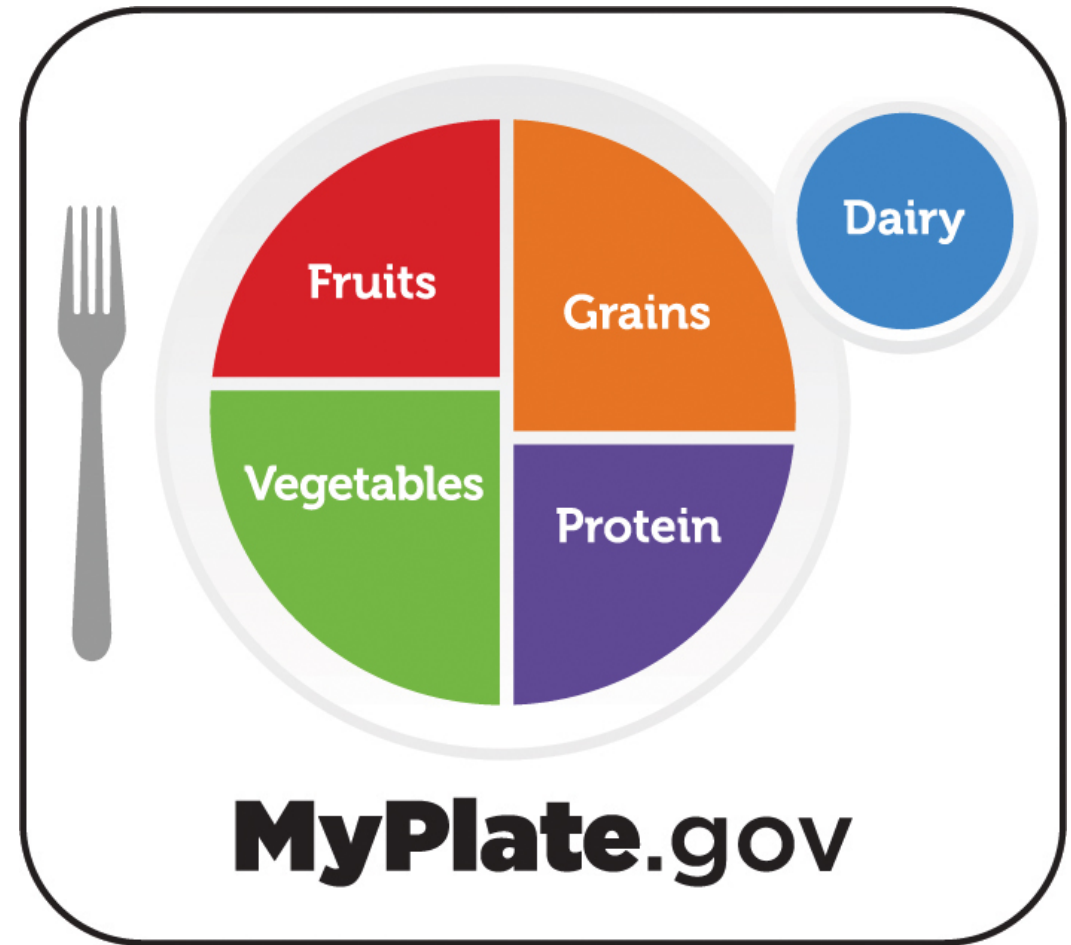 Fruits
Grains
Dairy
Vegetables
Protein
MyPlate.gov